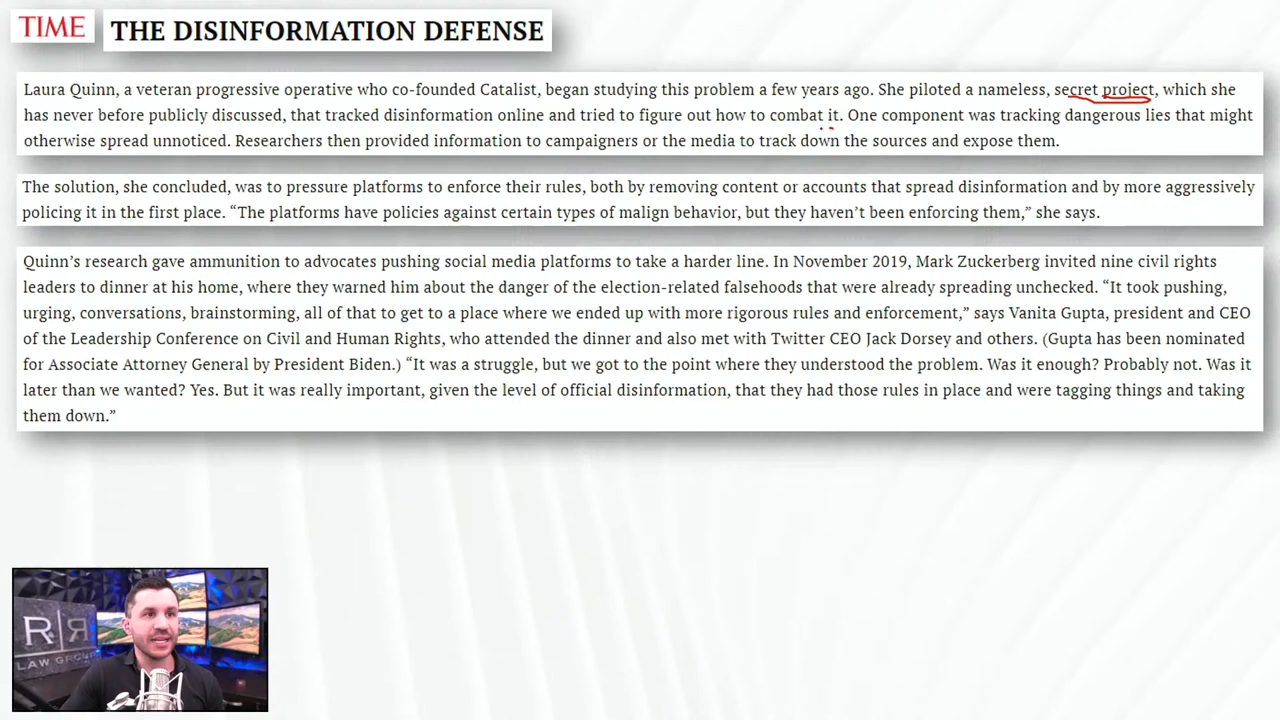 TIME
THE DISINFORMATION DEFENSE
Laura Quinn, a veteran progressive operative who co-founded Catalist, began studying this problem a few years ago. She piloted a nameless, secret project, which she
has never before publicly discussed, that tracked disinformation online and tried to figure out how to combat it. One component was tracking dangerous lies that might
otherwise spread unnoticed. Researchers then provided information to campaigners or the media to track down the sources and expose them.
The solution, she concluded, was to pressure platforms to enforce their rules, both by removing content or accounts that spread disinformation and by more aggressively
policing it in the first place. “The platforms have policies against certain types of malign behavior, but they haven’t been enforcing them,” she says.
Quinn’s research gave ammunition to advocates pushing social media platforms to take a harder line. In November 2019, Mark Zuckerberg invited nine civil rights
leaders to dinner at his home, where they warned him about the danger of the election-related falsehoods that were already spreading unchecked. “It took pushing,
urging, conversations, brainstorming, all of that to get to a place where we ended up with more rigorous rules and enforcement,” says Vanita Gupta, president and CEO
of the Leadership Conference on Civil and Human Rights, who attended the dinner and also met with Twitter CEO Jack Dorsey and others. (Gupta has been nominated
for Associate Attorney General by President Biden.) “It was a struggle, but we got to the point where they understood the problem. Was it enough? Probably not. Was it
later than we wanted? Yes. But it was really important, given the level of official disinformation, that they had those rules in place and were tagging things and taking
them down.”
R|R
LAW GROUP